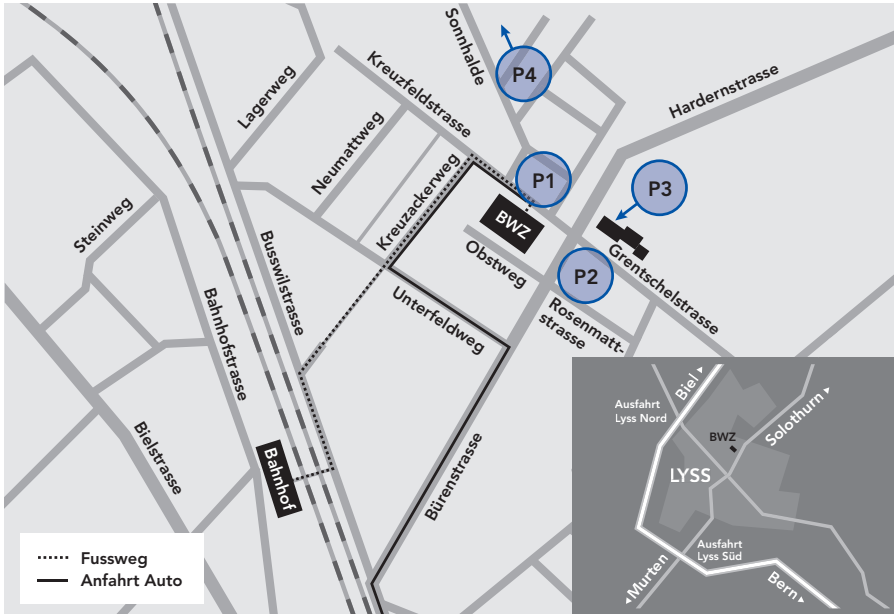 Sonnhalde
P4
Kreuzfeldstrasse
Hardernstrasse
Lagerweg
Neumattweg
Kreuzackerweg
P1
P3
BWZ
Steinweg
Obstweg
Grentschelstrasse
P2
Busswilstrasse
Bahnhofstrasse
Unterfeldweg
Rosenmatt-
strasse
Bielstrasse
Bahnhof
Bürenstrasse
Fussweg
Anfahrt Auto
Biel
Ausfahrt
Lyss Nord
Solothurn
BWZ
LYSS
Ausfahrt
Lyss Süd
Murten
Bern